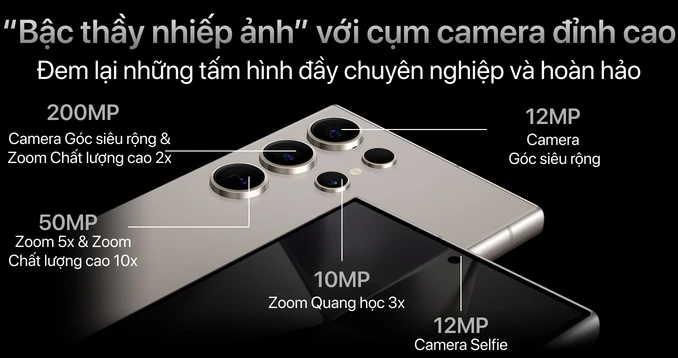 “Bậc thầy nhiếp ảnh” với cụm camera đỉnh cao
Đem lại những tấm hình đầy chuyên nghiệp và hoàn hảo
200MP
Camera Góc siêu rộng &
Zoom Chất lượng cao 2x
12MP
Camera
Góc siêu rộng
50MP
Zoom 5x & Zoom
Chất lượng cao 10x
10MP
Zoom Quang học 3x
12MP
Camera Selfie